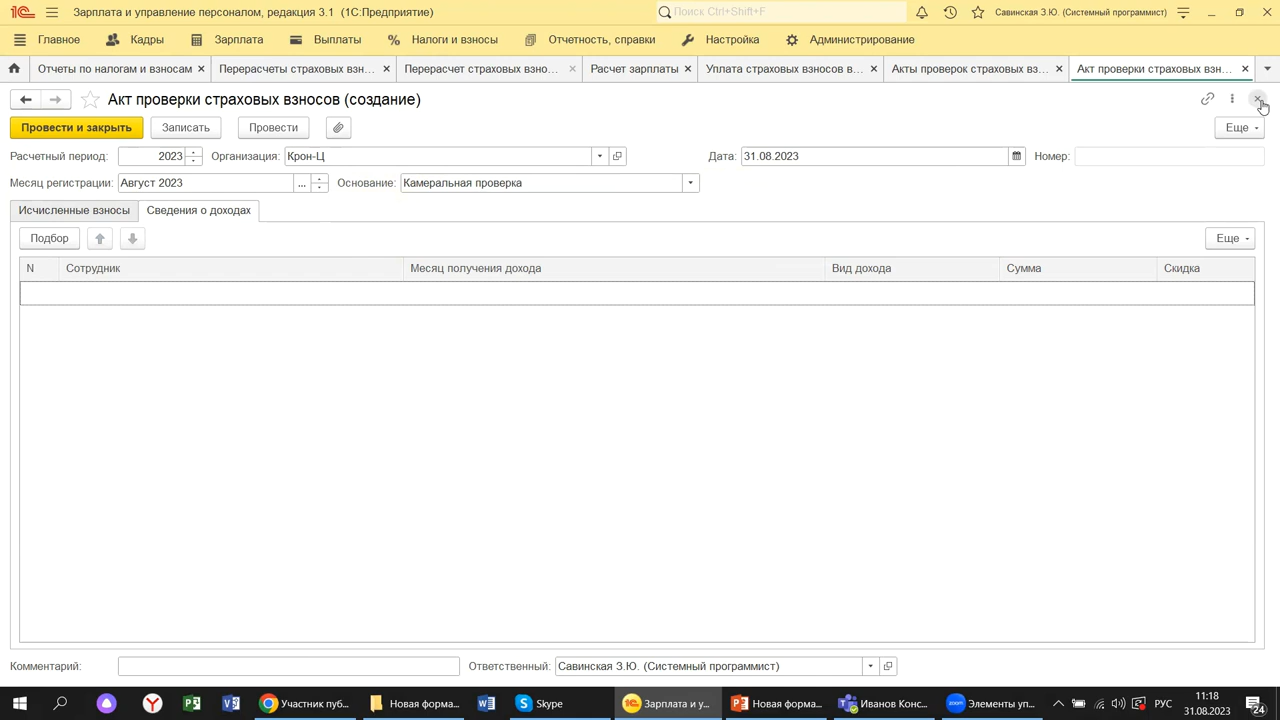 Зарплата и управление персоналом, редакция 3.1 (1С:Предприятие)
Поиск Ctrl+Shift+F
Савинская З.Ю. (Системный программист)
Главное
Кадры
Зарплата
Выплаты
Налоги и взносы
Отчетность, справки
Настройка
Администрирование
Отчеты по налогам и взносам
Перерасчеты страховых взн...
Перерасчет страховых взно...
Расчет зарплаты
Уплата страховых взносов в...
Акты проверок страховых вз...
Акт проверки страховых взн...
Акт проверки страховых взносов (создание)
Провести и закрыть
Записать
Провести
Еще
Расчетный период: 2023 Организация: Крон-Ц Дата: 31.08.2023 Номер:
Месяц регистрации: Август 2023 ... Основание: Камеральная проверка
Исчисленные взносы
Сведения о доходах
Подбор
Еще
N Сотрудник Месяц получения дохода Вид дохода Сумма Скидка
Комментарий: Ответственный: Савинская З.Ю. (Системный программист)
Участник пуб...
Новая форма...
Skype
Зарплата и у...
Новая форма...
Иванов Конс...
zoom
Элементы уп...
РУС
11:18
31.08.2023
24